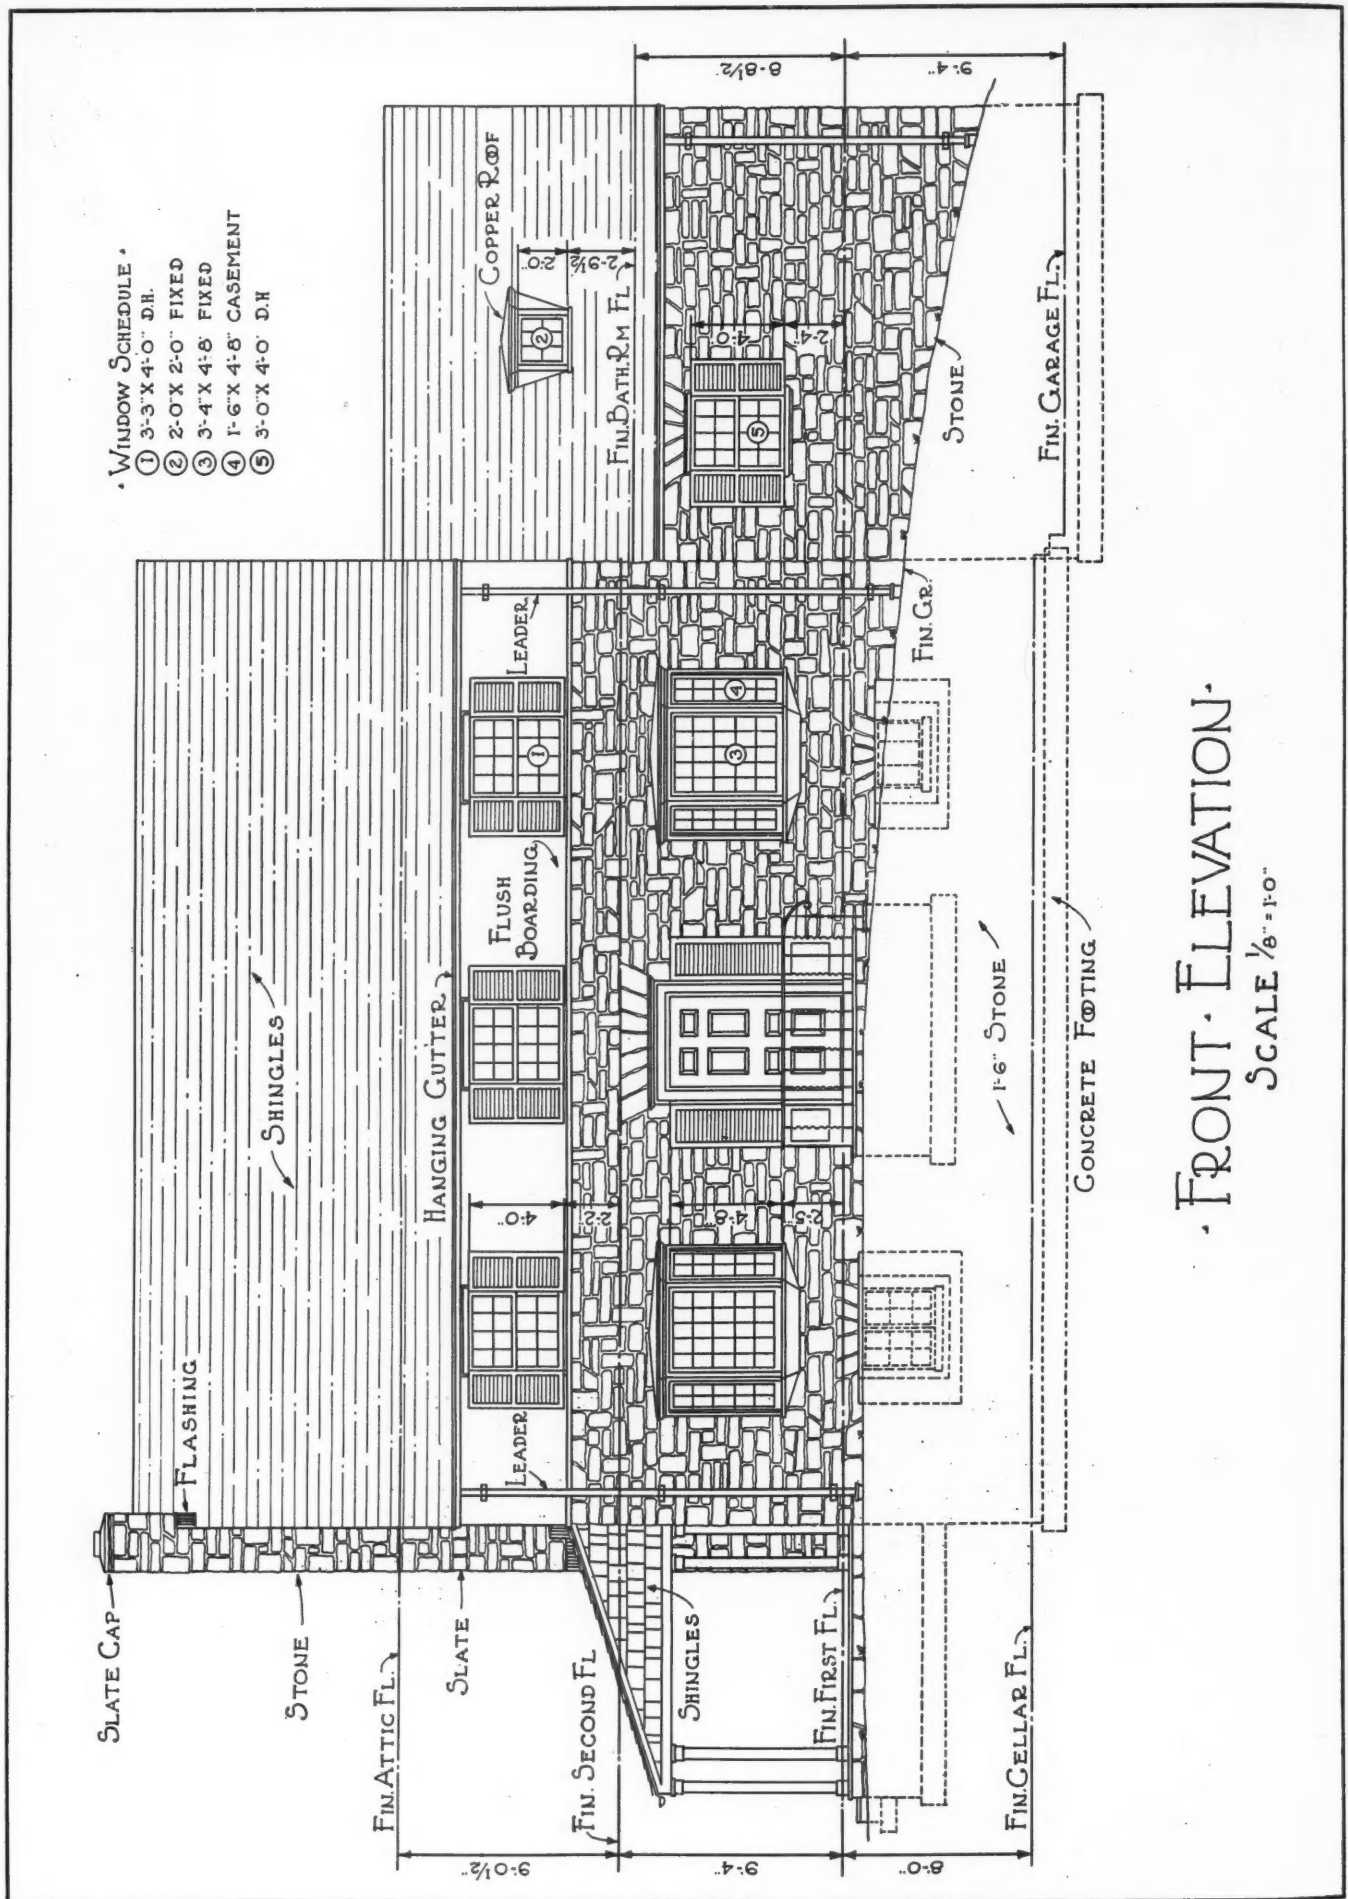 · WINDOW SCHEDULE ·
① 3'-3" X 4'-0" D.H.
② 2'-0" X 2'-0" FIXED
③ 3'-4" X 4'-8" FIXED
④ 1'-6" X 4'-8" CASEMENT
⑤ 3'-0" X 4'-0" D.H
SLATE CAP
FLASHING
STONE
SHINGLES
FIN. ATTIC FL.
SLATE
HANGING GUTTER
COPPER ROOF
2'-0"
2'-9½"
FIN. BATH RM FL
②
LEADER
4'-0"
2'-2"
FLUSH
BOARDING
①
LEADER
FIN. SECOND FL
SHINGLES
4'-8"
2'-5"
③
④
⑤
4'-0"
2'-4"
FIN. FIRST FL
FIN. GR.
STONE
FIN. GARAGE FL.
FIN. CELLAR FL.
1'-6" STONE
CONCRETE FOOTING
9'-0½"
9'-4"
8'-0"
8'-8½"
9'-4"
· FRONT · ELEVATION ·
SCALE ⅛" = 1'-0"